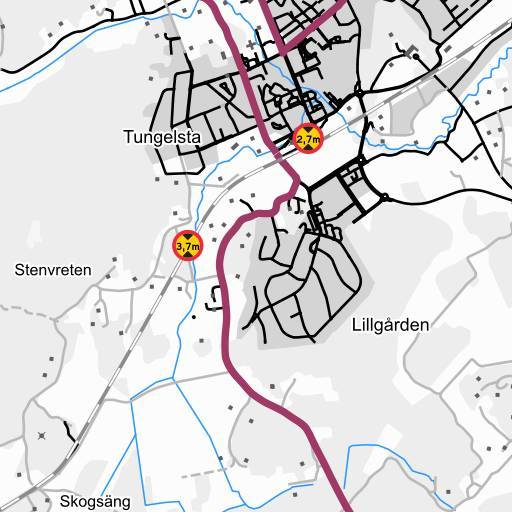 Tungelsta
2,7m
3,7m
Stenvreten
Lillgården
Skogsäng